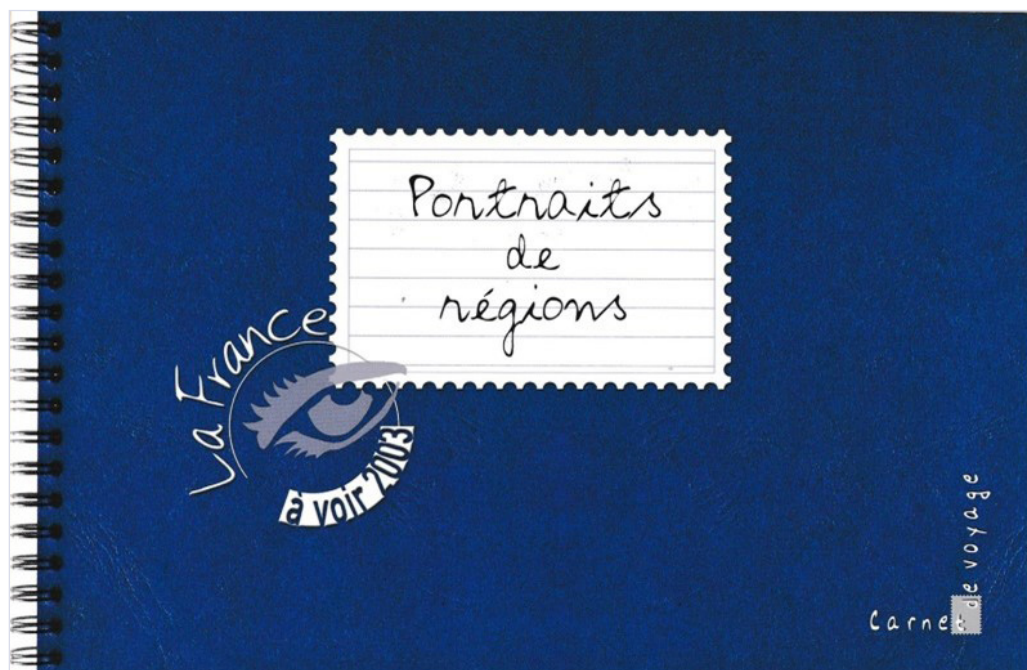 Portraits
de
régions
La France
à voir 2003
Carnet
de voyage